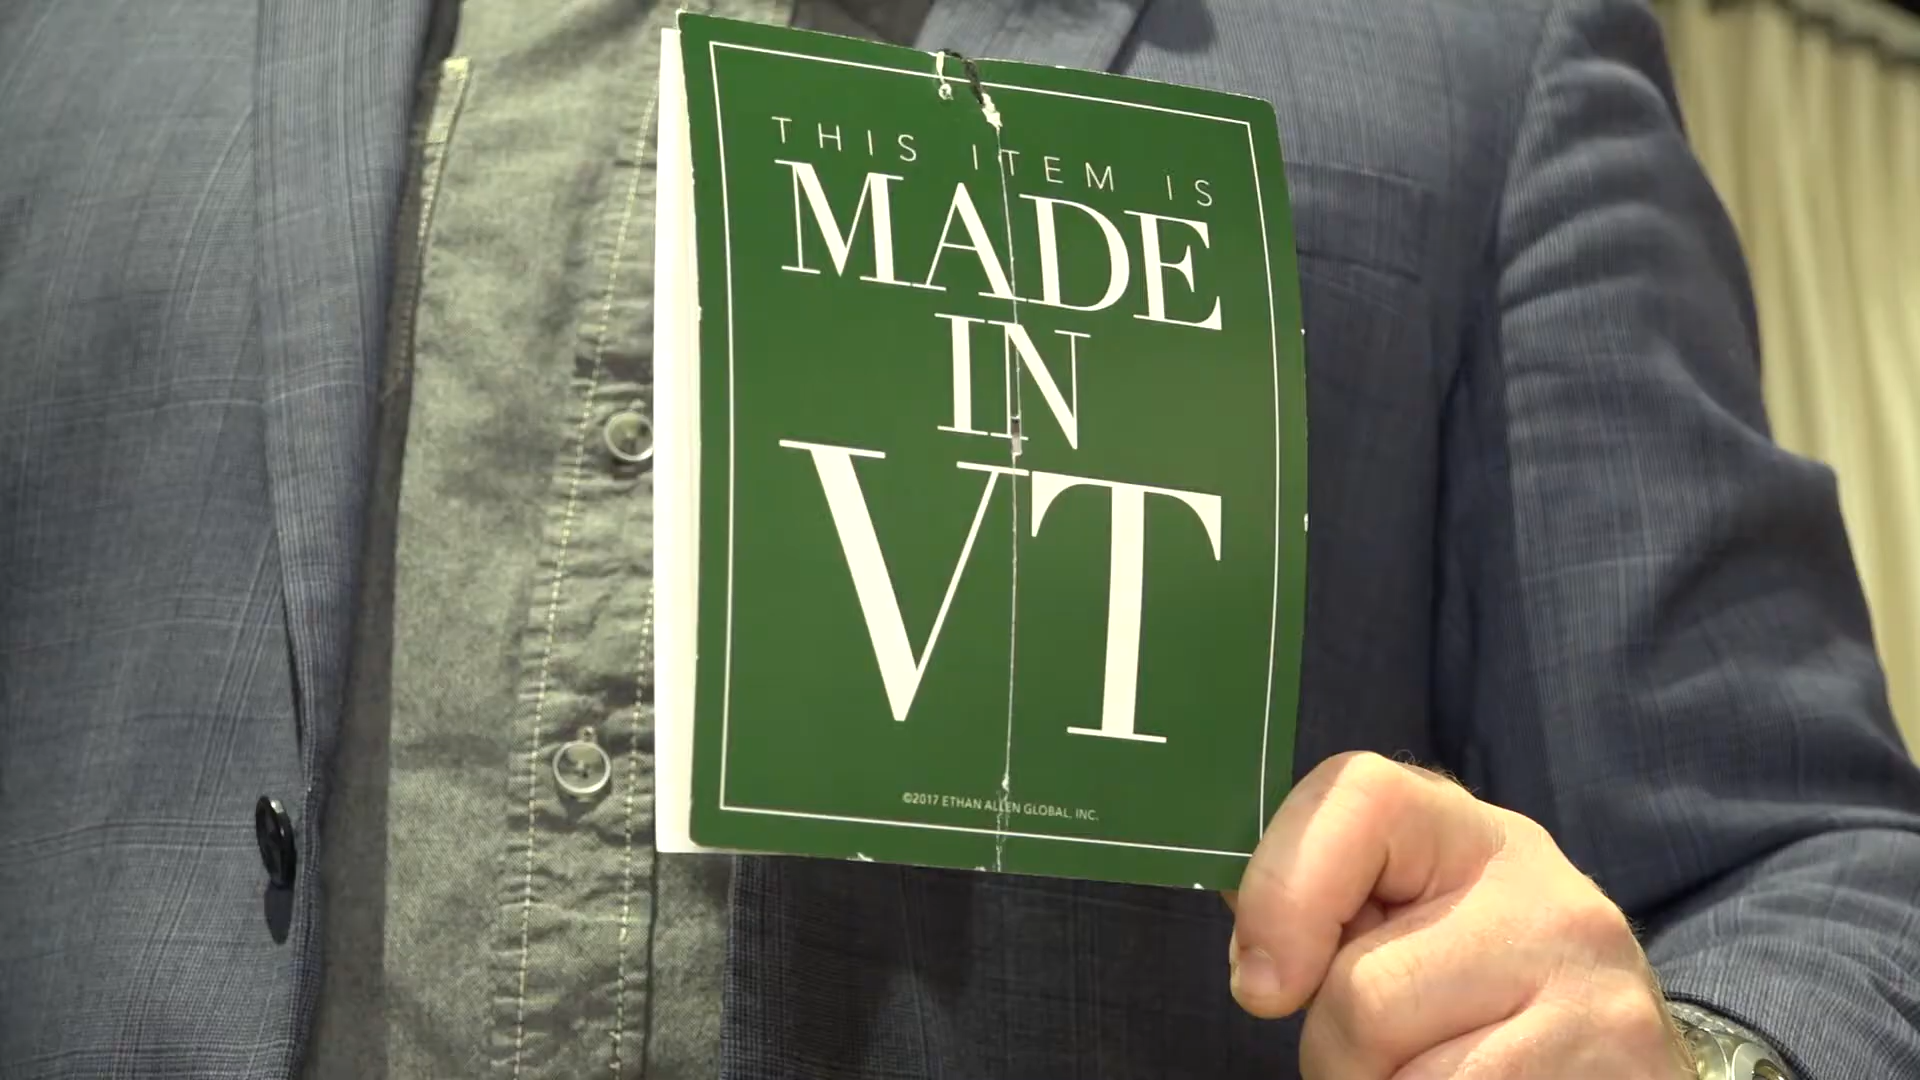 THIS ITEM IS
MADE
IN
VT
©2017 ETHAN ALLEN GLOBAL, INC.